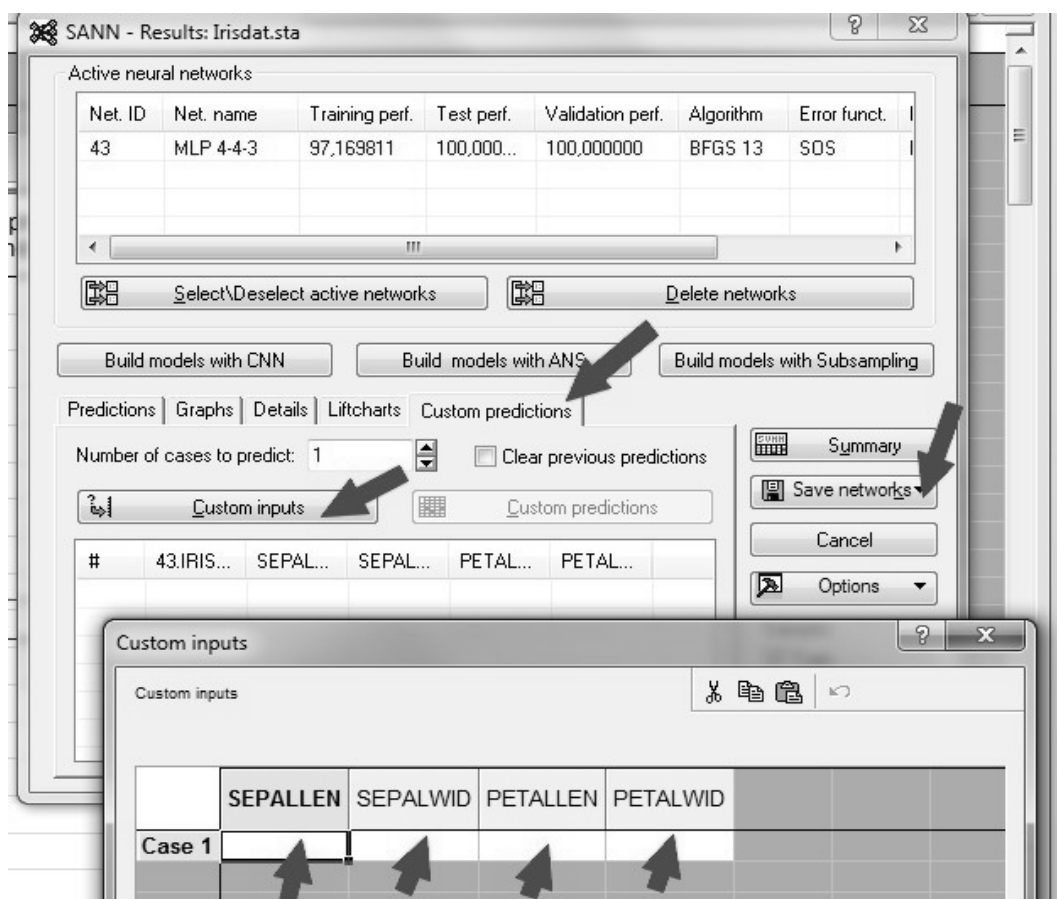 SANN - Results: Irisdat.sta
Active neural networks
Net. ID Net. name Training perf. Test perf. Validation perf. Algorithm Error funct.
43 MLP 4-4-3 97,169811 100,000... 100,000000 BFGS 13 SOS
Select\Deselect active networks Delete networks
Build models with CNN Build models with ANS Build models with Subsampling
Predictions Graphs Details Liftcharts Custom predictions
Number of cases to predict: 1 Clear previous predictions
Summary
Custom inputs Custom predictions
Save networks
Cancel
# 43.IRIS... SEPAL... SEPAL... PETAL... PETAL...
Options
Custom inputs
Custom inputs
SEPALLEN SEPALWID PETALLEN PETALWID
Case 1